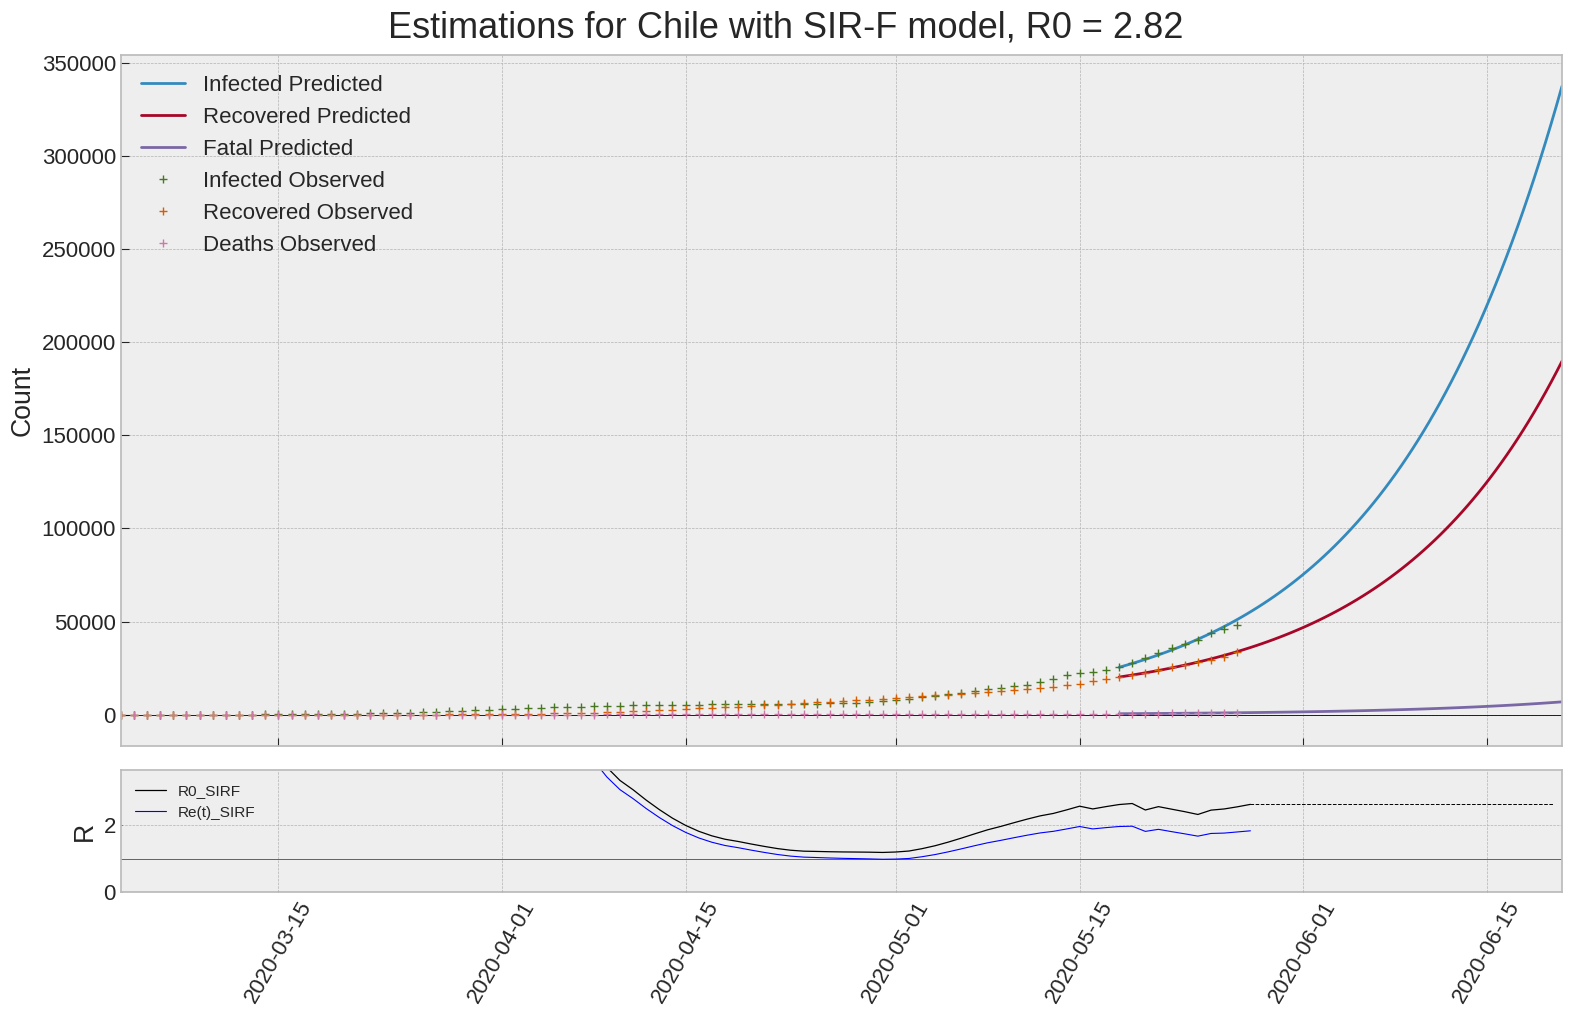 Estimations for Chile with SIR-F model, R0 = 2.82
350000
300000
250000
200000
150000
100000
50000
0
Count
Infected Predicted
Recovered Predicted
Fatal Predicted
Infected Observed
Recovered Observed
Deaths Observed
R0_SIRF
Re(t)_SIRF
2
0
R
2020-03-15
2020-04-01
2020-04-15
2020-05-01
2020-05-15
2020-06-01
2020-06-15